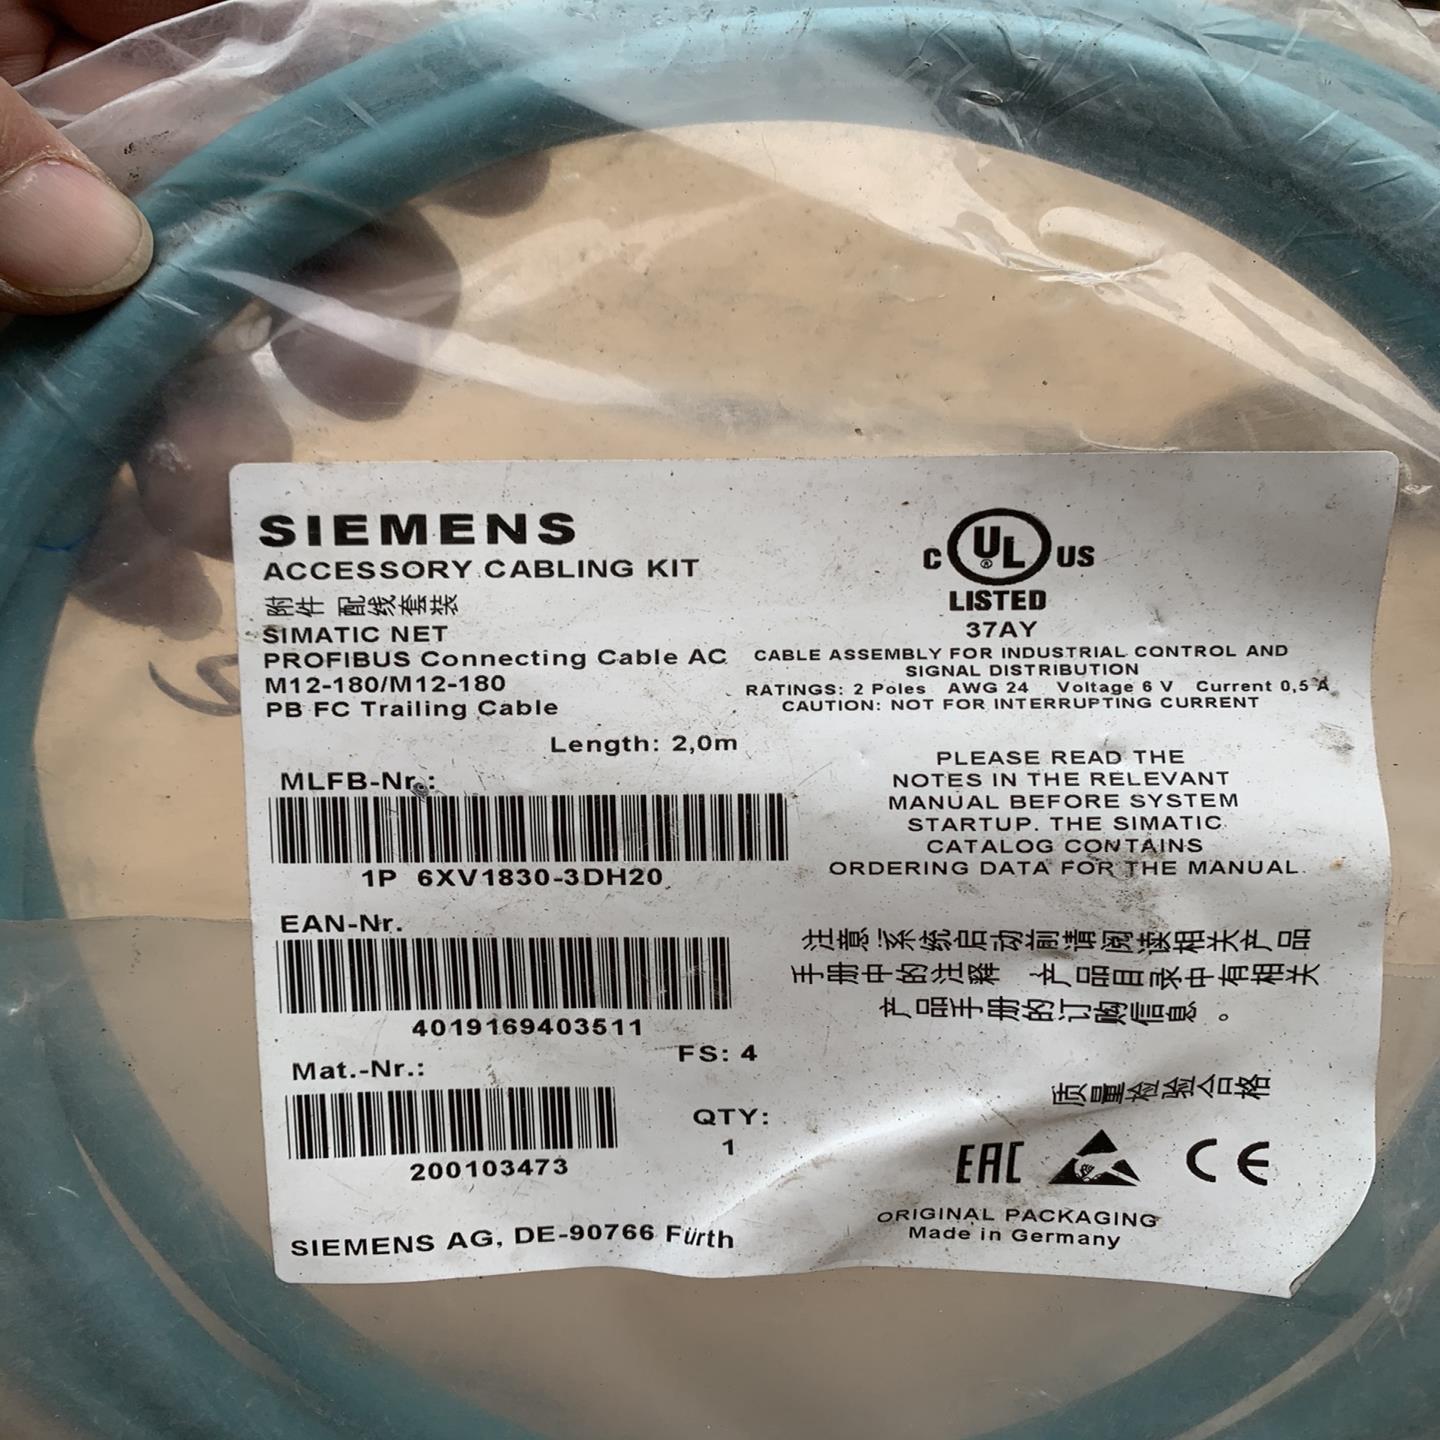 SIEMENS
ACCESSORY CABLING KIT
附件 配线套装
SIMATIC NET
PROFIBUS Connecting Cable AC
M12-180/M12-180
PB FC Trailing Cable
Length: 2,0m
MLFB-Nr.:
1P 6XV1830-3DH20
EAN-Nr.
4019169403511
FS: 4
Mat.-Nr.:
QTY:
1
200103473
SIEMENS AG, DE-90766 Fürth
C UL US
®
LISTED
37AY
CABLE ASSEMBLY FOR INDUSTRIAL CONTROL AND
SIGNAL DISTRIBUTION
RATINGS: 2 Poles AWG 24 Voltage 6 V Current 0,5 A
CAUTION: NOT FOR INTERRUPTING CURRENT
PLEASE READ THE
NOTES IN THE RELEVANT
MANUAL BEFORE SYSTEM
STARTUP. THE SIMATIC
CATALOG CONTAINS
ORDERING DATA FOR THE MANUAL.
注意系统启动前请阅读相关产品
手册中的注释 产品目录中有相关
产品手册的订购信息。
质量检验合格
EAC CE
ORIGINAL PACKAGING
Made in Germany